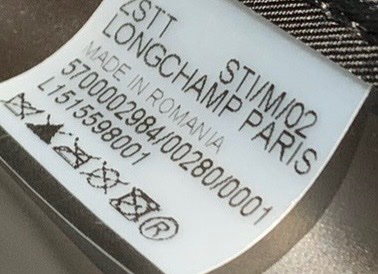 ZSTT STI/M/02
LONGCHAMP PARIS
MADE IN ROMANIA
5700002984/00280/0001
L1515598001
®